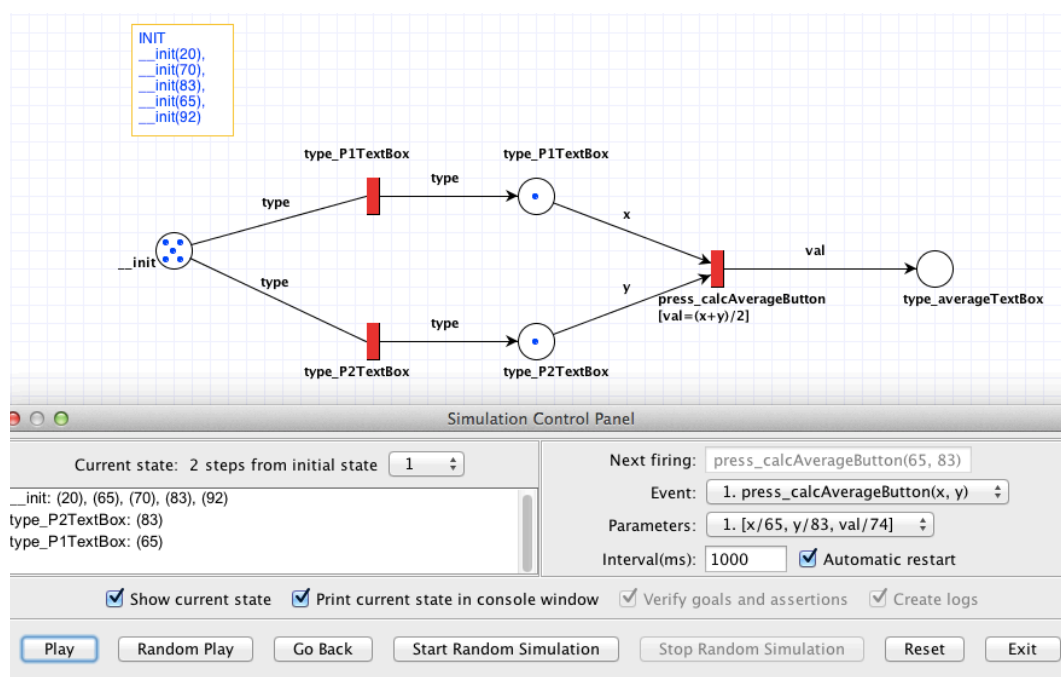 INIT
__init(20),
__init(70),
__init(83),
__init(65),
__init(92)
type_P1TextBox
type_P1TextBox
type
type
x
__init
val
type
y
press_calcAverageButton
type_averageTextBox
[val=(x+y)/2]
type
type_P2TextBox
type_P2TextBox
Simulation Control Panel
Current state: 2 steps from initial state 1
__init: (20), (65), (70), (83), (92)
type_P2TextBox: (83)
type_P1TextBox: (65)
Next firing: press_calcAverageButton(65, 83)
Event: 1. press_calcAverageButton(x, y)
Parameters: 1. [x/65, y/83, val/74]
Interval(ms): 1000 Automatic restart
Show current state Print current state in console window Verify goals and assertions Create logs
Play Random Play Go Back Start Random Simulation Stop Random Simulation Reset Exit